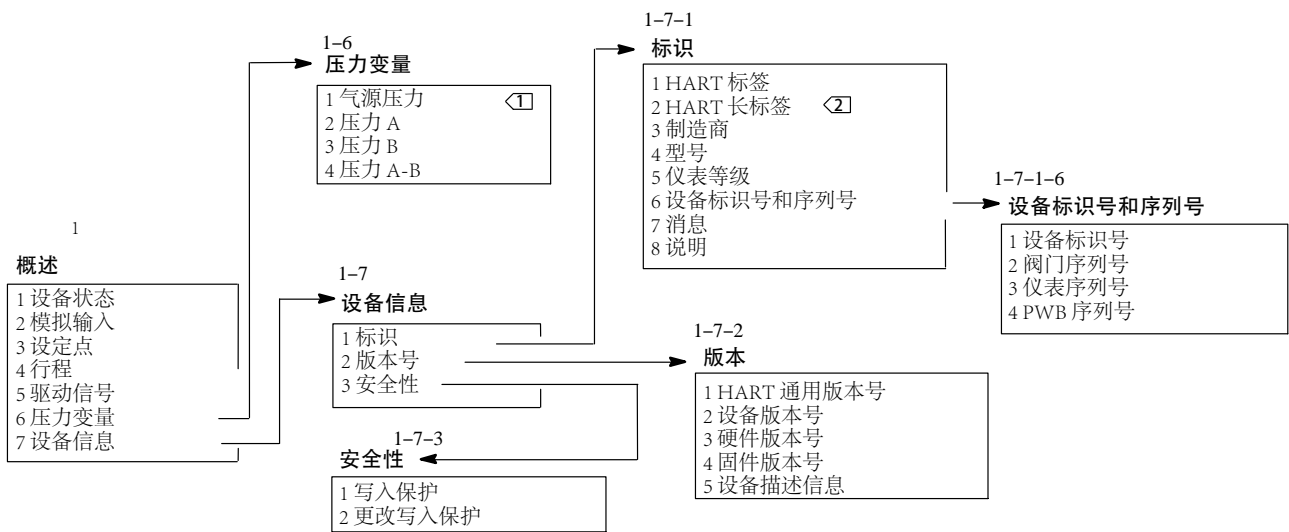 1
概述
1 设备状态
2 模拟输入
3 设定点
4 行程
5 驱动信号
6 压力变量
7 设备信息
1-6
压力变量
1 气源压力 1
2 压力 A
3 压力 B
4 压力 A-B
1-7
设备信息
1 标识
2 版本号
3 安全性
1-7-3
安全性
1 写入保护
2 更改写入保护
1-7-1
标识
1 HART 标签
2 HART 长标签 2
3 制造商
4 型号
5 仪表等级
6 设备标识号和序列号
7 消息
8 说明
1-7-2
版本
1 HART 通用版本号
2 设备版本号
3 硬件版本号
4 固件版本号
5 设备描述信息
1-7-1-6
设备标识号和序列号
1 设备标识号
2 阀门序列号
3 仪表序列号
4 PWB 序列号